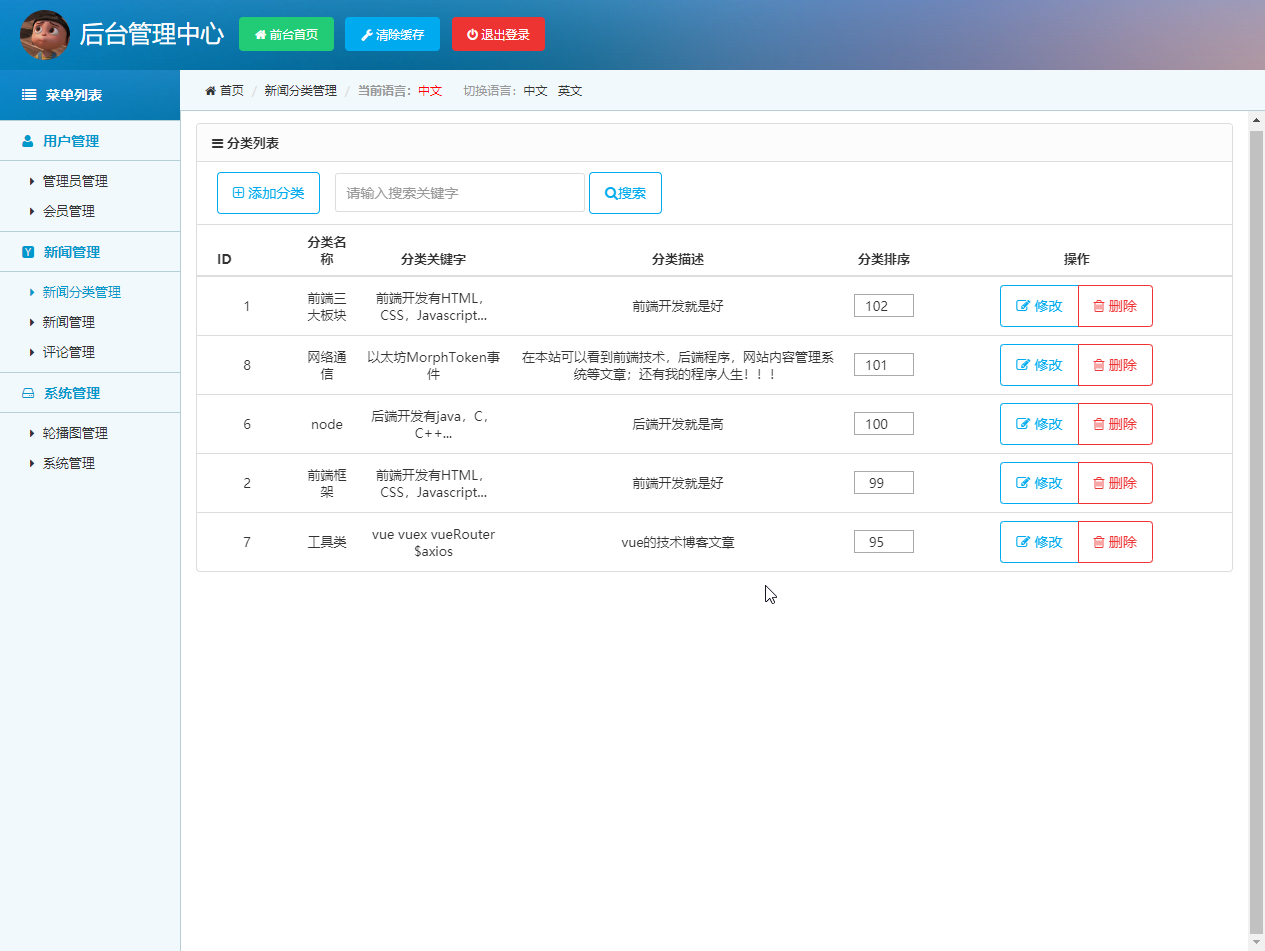 后台管理中心 前台首页 清除缓存 退出登录
菜单列表
首页 / 新闻分类管理 / 当前语言：中文 切换语言：中文 英文
用户管理
管理员管理
会员管理
新闻管理
新闻分类管理
新闻管理
评论管理
系统管理
轮播图管理
系统管理
分类列表
添加分类 请输入搜索关键字 搜索
ID 分类名
称 分类关键字 分类描述 分类排序 操作
1 前端三
大板块 前端开发有HTML，
CSS，Javascript... 前端开发就是好 102 修改 删除
8 网络通
信 以太坊MorphToken事
件 在本站可以看到前端技术，后端程序，网站内容管理系
统等文章；还有我的程序人生！！！ 101 修改 删除
6 node 后端开发有java，C，
C++... 后端开发就是高 100 修改 删除
2 前端框
架 前端开发有HTML，
CSS，Javascript... 前端开发就是好 99 修改 删除
7 工具类 vue vuex vueRouter
$axios vue的技术博客文章 95 修改 删除